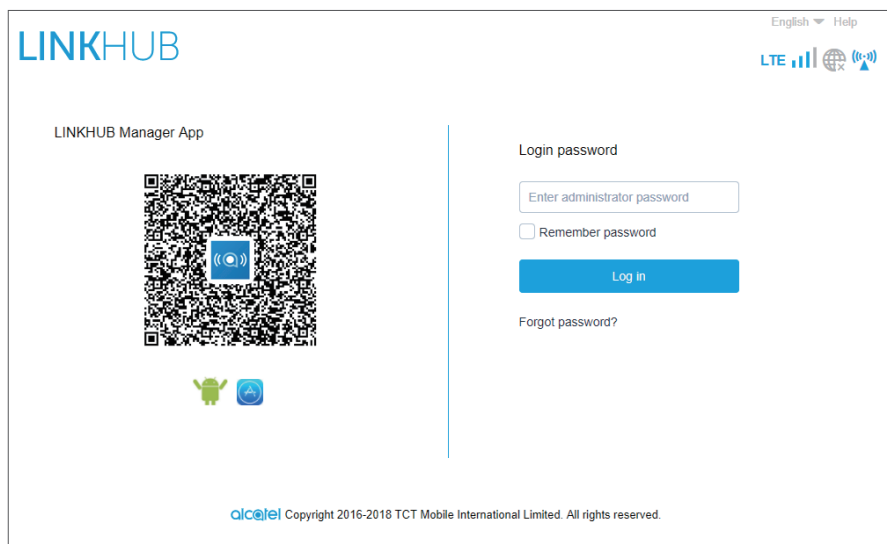 English Help
LINKHUB
LTE
LINKHUB Manager App
Login password
Enter administrator password
Remember password
Log in
Forgot password?
alcatel Copyright 2016-2018 TCT Mobile International Limited. All rights reserved.